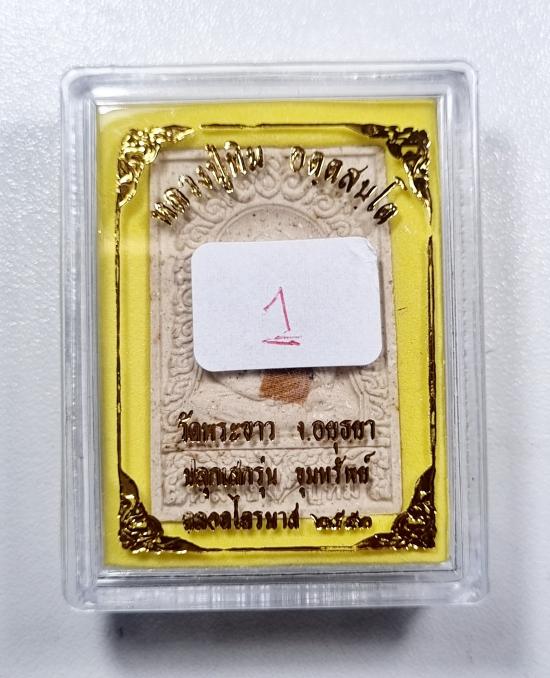 หลวงปู่ทิม อตฺตสนฺโต
1
วัดพระขาว จ.อยุธยา
ปลุกเสกรุ่น ขุมทรัพย์
ตลอดไตรมาส ๒๕๕๐